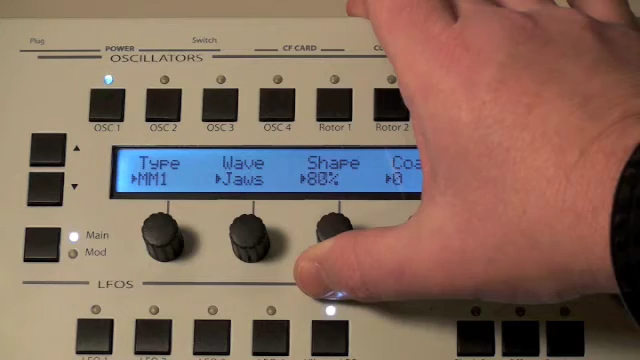 Plug
POWER
Switch
CF CARD
OSCILLATORS
OSC 1
OSC 2
OSC 3
OSC 4
Rotor 1
Rotor 2
Type Wave Shape
MM1 Jaws 80% 0
Main
Mod
LFOS